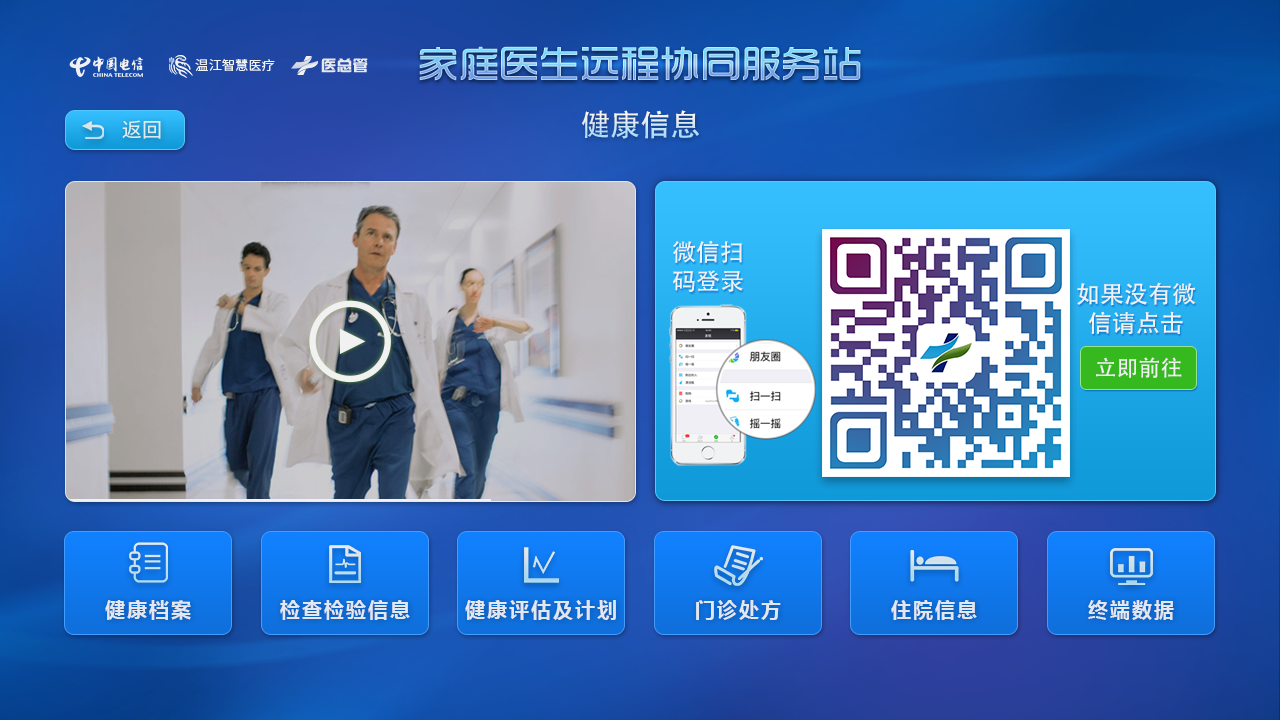 中国电信
CHINA TELECOM
温江智慧医疗
医总管
家庭医生远程协同服务站
返回
健康信息
微信扫
码登录
朋友圈
扫一扫
摇一摇
如果没有微
信请点击
立即前往
健康档案
检查检验信息
健康评估及计划
门诊处方
住院信息
终端数据